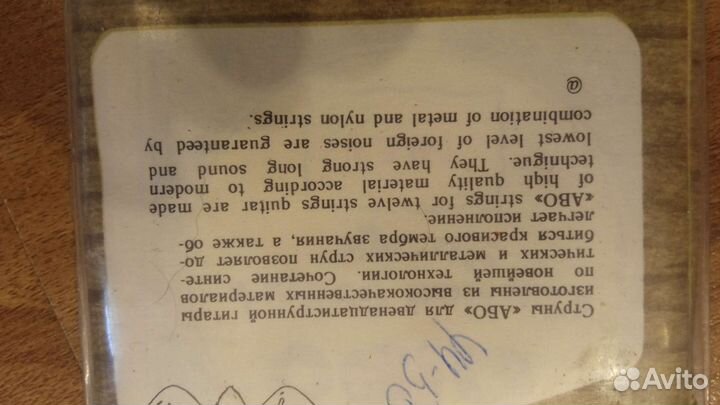 Струны «АВО» для двенадцатиструнной гитары
изготовлены из высококачественных материалов
по новейшей технологии. Сочетание синте-
тических и металлических струн позволяет до-
биться красивого тембра звучания, а также об-
легчает исполнение.
«АВО» strings for twelve strings quitar are made
of high quality material according to modern
technigue. They have strong long sound and
lowest level of foreign noises are guaranteed by
combination of metal and nylon strings.
@
Avito